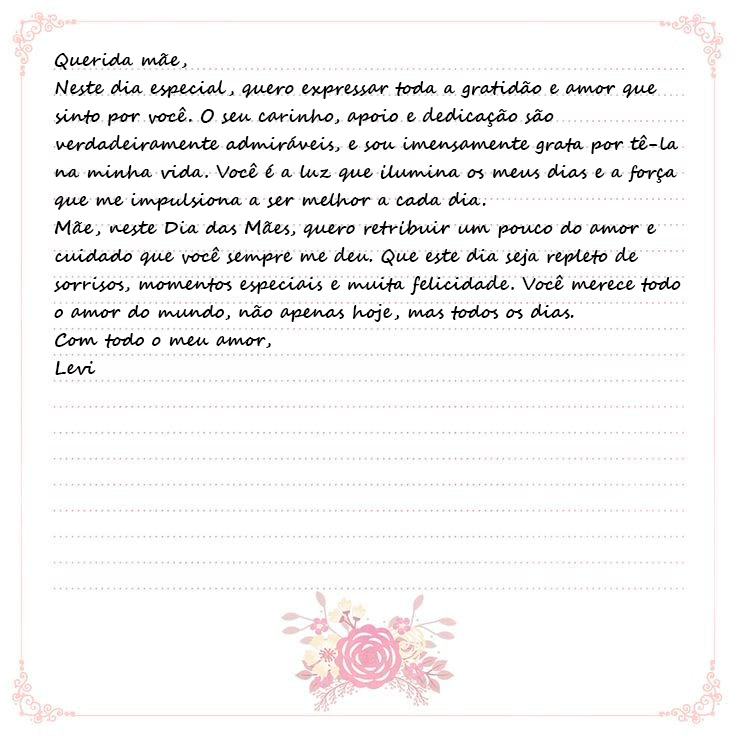 Querida mãe,
Neste dia especial, quero expressar toda a gratidão e amor que
sinto por você. O seu carinho, apoio e dedicação são
verdadeiramente admiráveis, e sou imensamente grata por tê-la
na minha vida. Você é a luz que ilumina os meus dias e a força
que me impulsiona a ser melhor a cada dia.
Mãe, neste Dia das Mães, quero retribuir um pouco do amor e
cuidado que você sempre me deu. Que este dia seja repleto de
sorrisos, momentos especiais e muita felicidade. Você merece todo
o amor do mundo, não apenas hoje, mas todos os dias.
Com todo o meu amor,
Levi